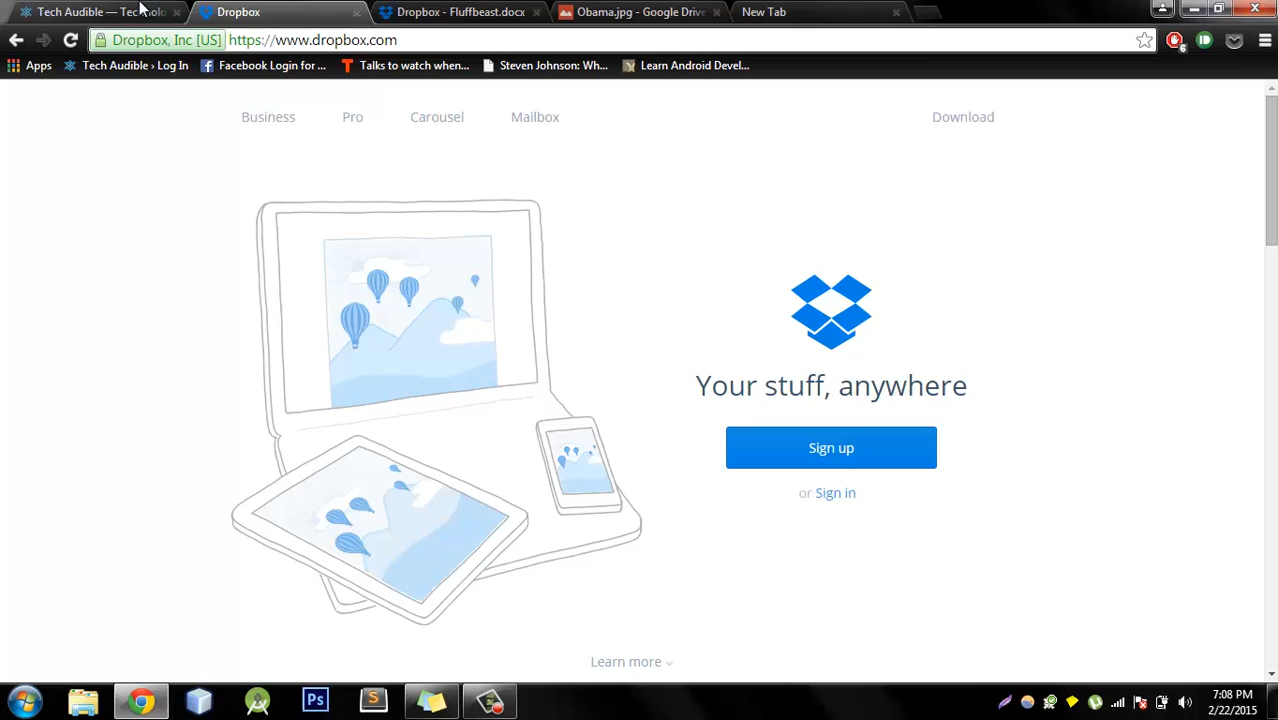 Tech Audible — Technolo
Dropbox
Dropbox - Fluffbeast.docx
Obama.jpg - Google Drive
New Tab
Dropbox, Inc [US]
https://www.dropbox.com
6
Apps
Tech Audible › Log In
Facebook Login for ...
Talks to watch when...
Steven Johnson: Wh...
Learn Android Devel...
Business
Pro
Carousel
Mailbox
Download
Your stuff, anywhere
Sign up
or Sign in
Learn more
Ps
S
7:08 PM
2/22/2015